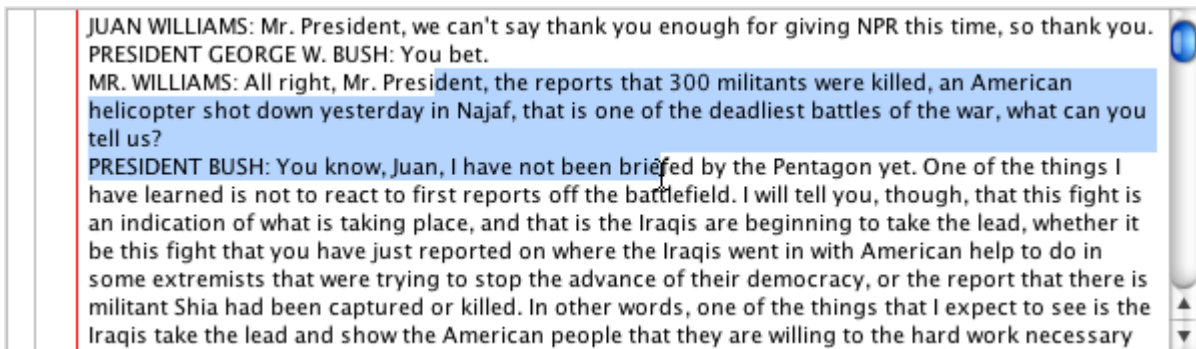 JUAN WILLIAMS: Mr. President, we can't say thank you enough for giving NPR this time, so thank you.
PRESIDENT GEORGE W. BUSH: You bet.
MR. WILLIAMS: All right, Mr. President, the reports that 300 militants were killed, an American
helicopter shot down yesterday in Najaf, that is one of the deadliest battles of the war, what can you
tell us?
PRESIDENT BUSH: You know, Juan, I have not been briefed by the Pentagon yet. One of the things I
have learned is not to react to first reports off the battlefield. I will tell you, though, that this fight is
an indication of what is taking place, and that is the Iraqis are beginning to take the lead, whether it
be this fight that you have just reported on where the Iraqis went in with American help to do in
some extremists that were trying to stop the advance of their democracy, or the report that there is
militant Shia had been captured or killed. In other words, one of the things that I expect to see is the
Iraqis take the lead and show the American people that they are willing to the hard work necessary